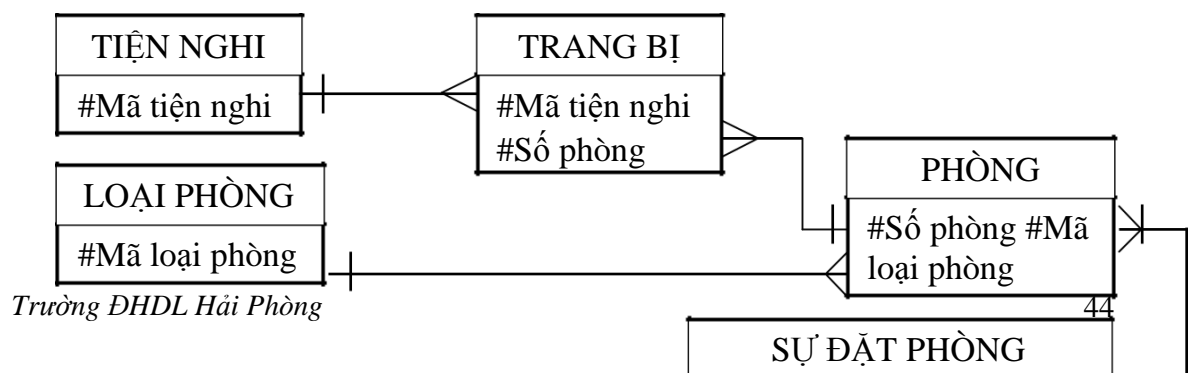 TIỆN NGHI
#Mã tiện nghi
TRANG BỊ
#Mã tiện nghi
#Số phòng
LOẠI PHÒNG
#Mã loại phòng
PHÒNG
#Số phòng #Mã
loại phòng
Trường ĐHDL Hải Phòng
44
SỰ ĐẶT PHÒNG